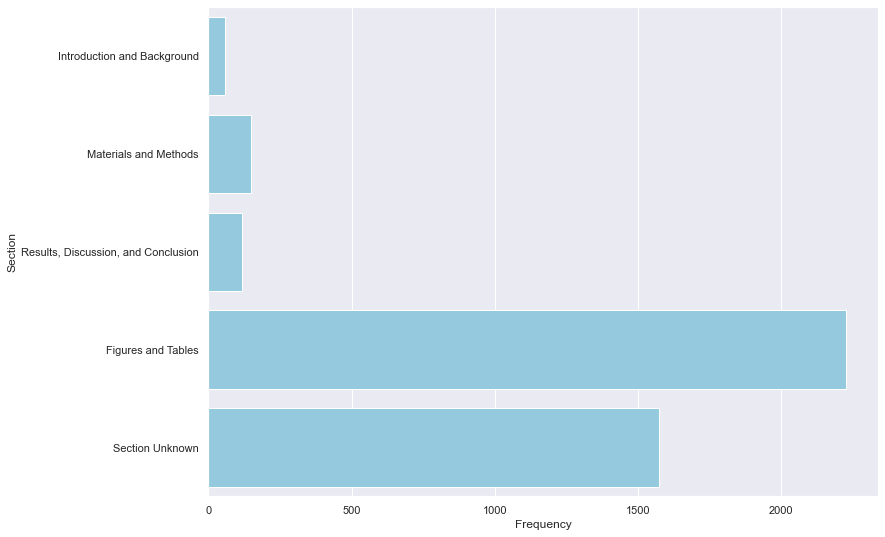 Introduction and Background
Materials and Methods
Results, Discussion, and Conclusion
Figures and Tables
Section Unknown
Section
0 500 1000 1500 2000
Frequency